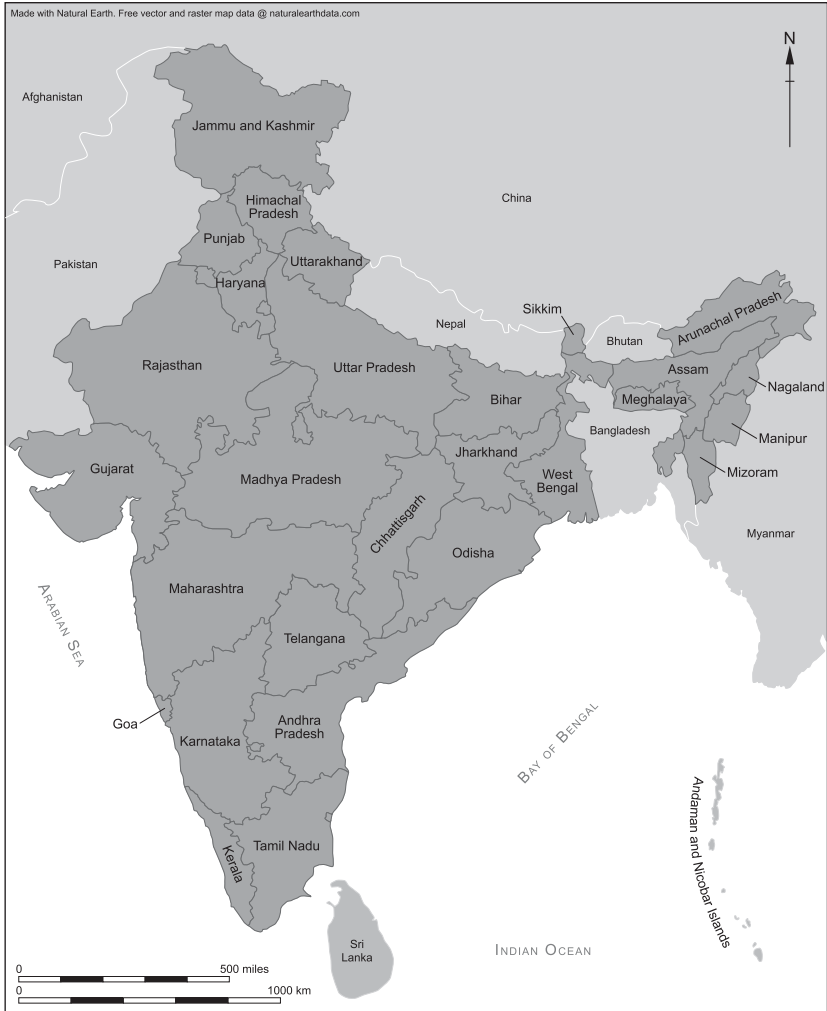 Made with Natural Earth. Free vector and raster map data @ naturalearthdata.com
N
Afghanistan
Jammu and Kashmir
China
Himachal
Pradesh
Punjab
Pakistan
Uttarakhand
Haryana
Sikkim
Nepal
Arunachal Pradesh
Bhutan
Rajasthan
Uttar Pradesh
Assam
Nagaland
Bihar
Meghalaya
Bangladesh
Manipur
Jharkhand
Gujarat
Madhya Pradesh
West
Bengal
Mizoram
Chhattisgarh
Myanmar
Odisha
Maharashtra
Arabian Sea
Telangana
Goa
Andhra
Pradesh
Karnataka
Bay of Bengal
Andaman and Nicobar Islands
Tamil Nadu
Kerala
Sri
Lanka
Indian Ocean
0 500 miles
0 1000 km